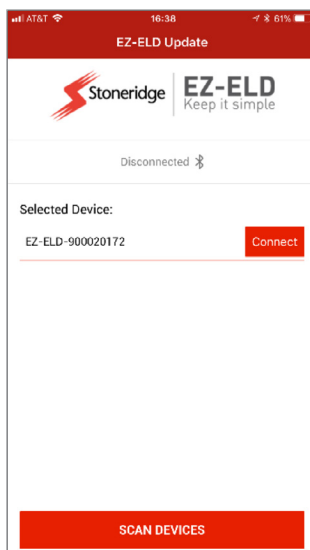 AT&T 16:38 61%
EZ-ELD Update
Stoneridge EZ-ELD
Keep it simple
Disconnected
Selected Device:
EZ-ELD-900020172 Connect
SCAN DEVICES